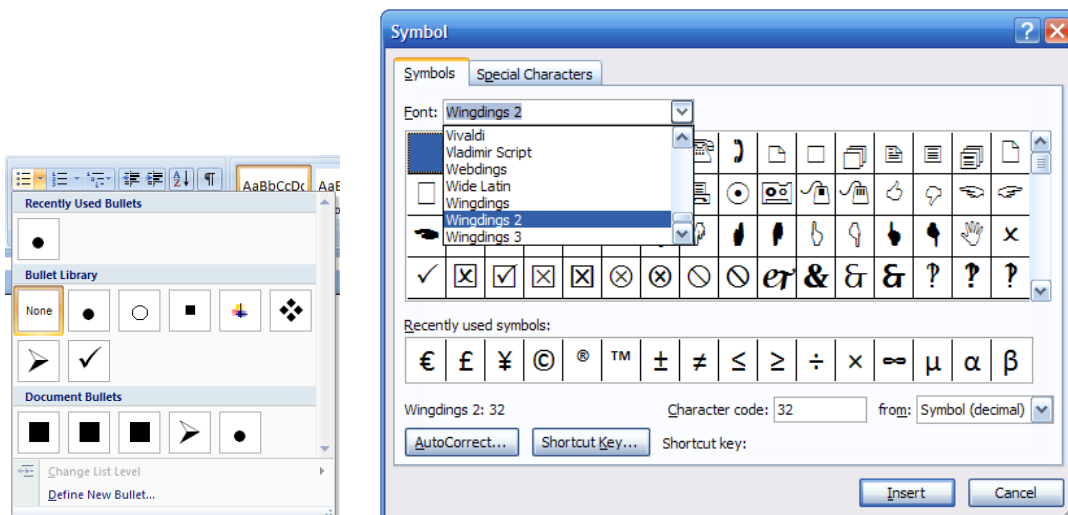 AaBbCcDc AaE
Recently Used Bullets
Bullet Library
None
Document Bullets
Change List Level
Define New Bullet...
Symbol
Symbols Special Characters
Font: Wingdings 2
Vivaldi
Vladimir Script
Webdings
Wide Latin
Wingdings
Wingdings 2
Wingdings 3
Recently used symbols:
€ £ ¥ © ® ™ ± ≠ ≤ ≥ ÷ × ∞ µ α β
Wingdings 2: 32
Character code: 32 from: Symbol (decimal)
AutoCorrect... Shortcut Key... Shortcut key:
Insert Cancel